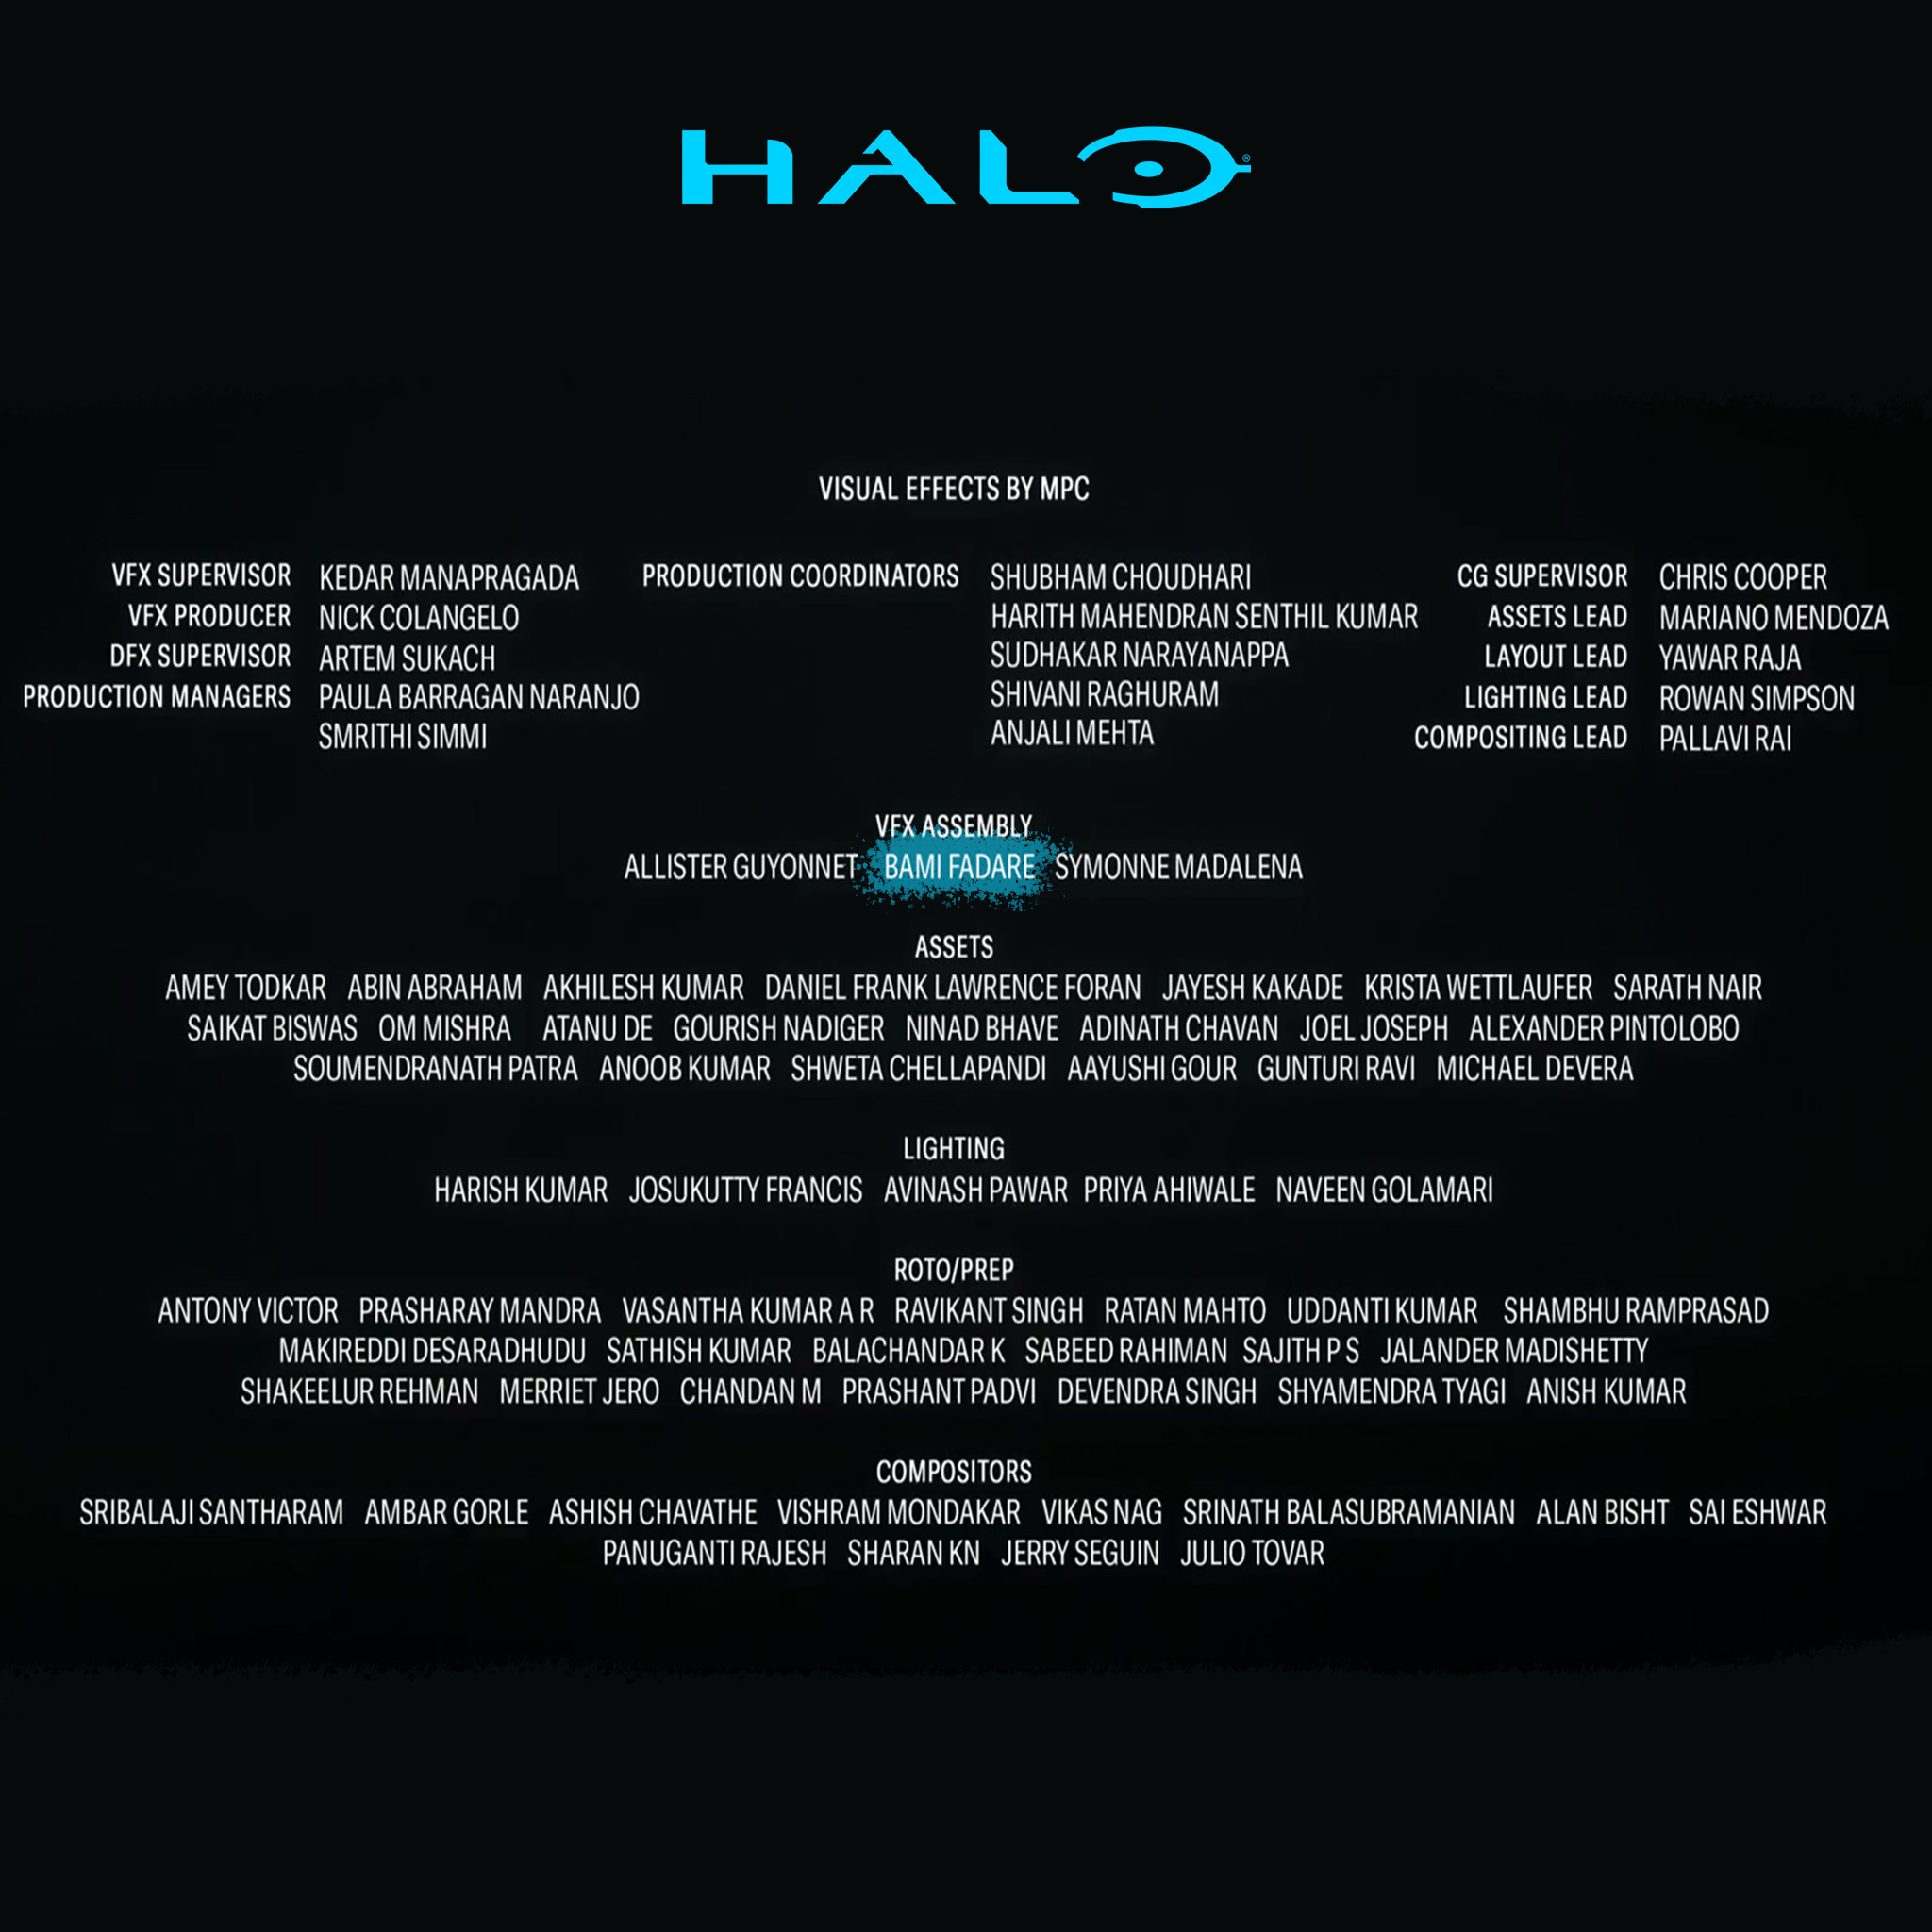 HALO®
VISUAL EFFECTS BY MPC
VFX SUPERVISOR KEDAR MANAPRAGADA
VFX PRODUCER NICK COLANGELO
DFX SUPERVISOR ARTEM SUKACH
PRODUCTION MANAGERS PAULA BARRAGAN NARANJO
SMRITHI SIMMI
PRODUCTION COORDINATORS SHUBHAM CHOUDHARI
HARITH MAHENDRAN SENTHIL KUMAR
SUDHAKAR NARAYANAPPA
SHIVANI RAGHURAM
ANJALI MEHTA
CG SUPERVISOR CHRIS COOPER
ASSETS LEAD MARIANO MENDOZA
LAYOUT LEAD YAWAR RAJA
LIGHTING LEAD ROWAN SIMPSON
COMPOSITING LEAD PALLAVI RAI
VFX ASSEMBLY
ALLISTER GUYONNET BAMI FADARE SYMONNE MADALENA
ASSETS
AMEY TODKAR ABIN ABRAHAM AKHILESH KUMAR DANIEL FRANK LAWRENCE FORAN JAYESH KAKADE KRISTA WETTLAUFER SARATH NAIR
SAIKAT BISWAS OM MISHRA ATANU DE GOURISH NADIGER NINAD BHAVE ADINATH CHAVAN JOEL JOSEPH ALEXANDER PINTOLOBO
SOUMENDRANATH PATRA ANOOB KUMAR SHWETA CHELLAPANDI AAYUSHI GOUR GUNTURI RAVI MICHAEL DEVERA
LIGHTING
HARISH KUMAR JOSUKUTTY FRANCIS AVINASH PAWAR PRIYA AHIWALE NAVEEN GOLAMARI
ROTO/PREP
ANTONY VICTOR PRASHARAY MANDRA VASANTHA KUMAR A R RAVIKANT SINGH RATAN MAHTO UDDANTI KUMAR SHAMBHU RAMPRASAD
MAKIREDDI DESARADHUDU SATHISH KUMAR BALACHANDAR K SABEED RAHIMAN SAJITH P S JALANDER MADISHETTY
SHAKEELUR REHMAN MERRIET JERO CHANDAN M PRASHANT PADVI DEVENDRA SINGH SHYAMENDRA TYAGI ANISH KUMAR
COMPOSITORS
SRIBALAJI SANTHARAM AMBAR GORLE ASHISH CHAVATHE VISHRAM MONDAKAR VIKAS NAG SRINATH BALASUBRAMANIAN ALAN BISHT SAI ESHWAR
PANUGANTI RAJESH SHARAN KN JERRY SEGUIN JULIO TOVAR